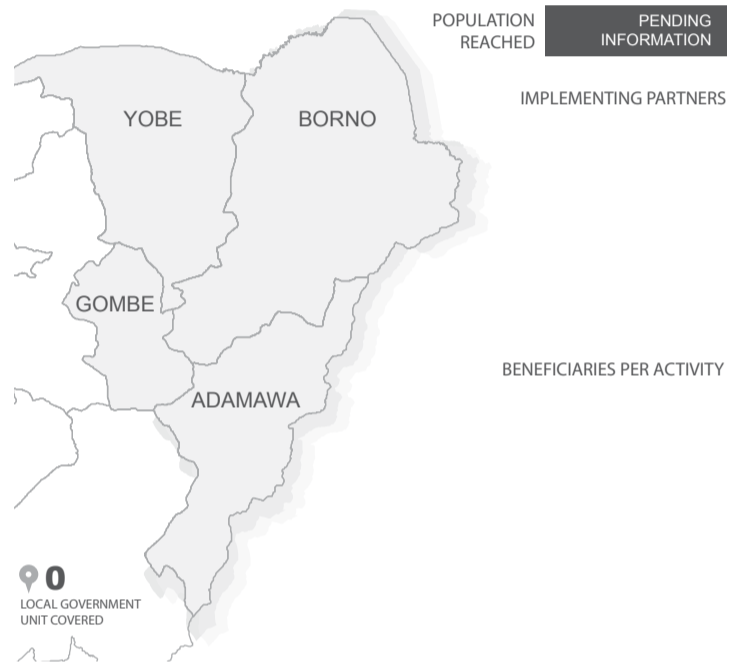 POPULATION
REACHED
PENDING
INFORMATION
IMPLEMENTING PARTNERS
YOBE
BORNO
GOMBE
BENEFICIARIES PER ACTIVITY
ADAMAWA
0
LOCAL GOVERNMENT
UNIT COVERED